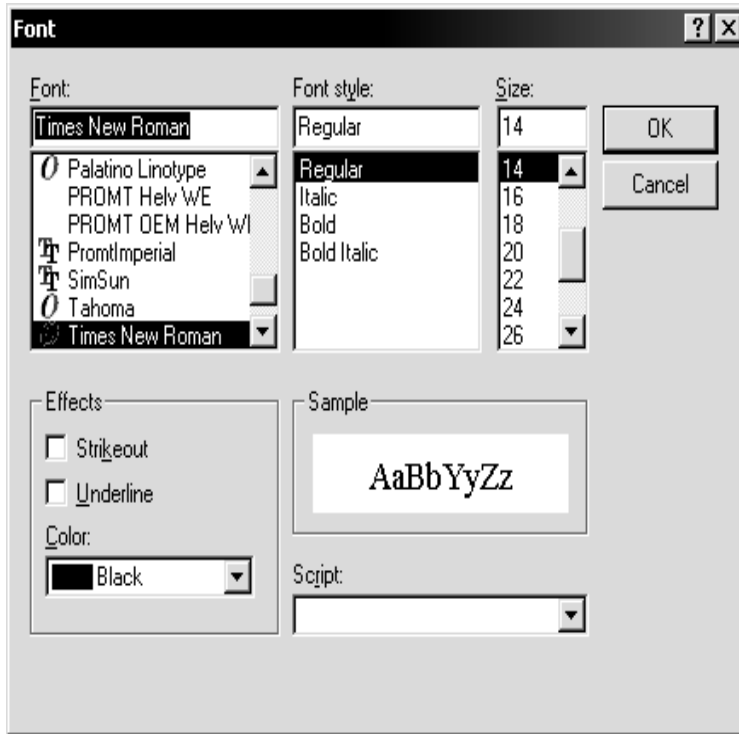 Font
Font: Font style: Size:
Times New Roman Regular 14 OK
Palatino Linotype Regular 14 Cancel
PROMT Helv WE Italic 16
PROMT OEM Helv WE Bold 18
PromtImperial Bold Italic 20
SimSun 22
Tahoma 24
Times New Roman 26
Effects Sample
Strikeout
Underline AaBbYyZz
Color:
Black Script: